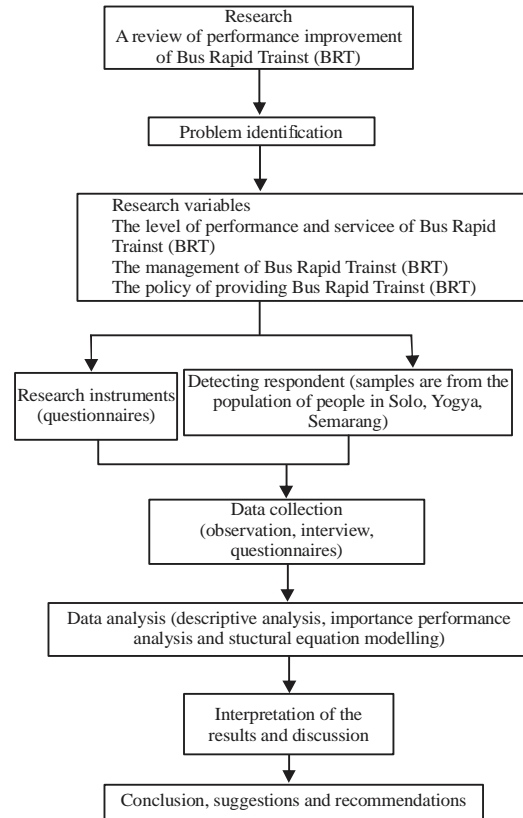 Research
A review of performance improvement
of Bus Rapid Trainst (BRT)
Problem identification
Research variables
The level of performance and servicee of Bus Rapid
Trainst (BRT)
The management of Bus Rapid Trainst (BRT)
The policy of providing Bus Rapid Trainst (BRT)
Research instruments
(questionnaires)
Detecting respondent (samples are from the
population of people in Solo, Yogya,
Semarang)
Data collection
(observation, interview,
questionnaires)
Data analysis (descriptive analysis, importance performance
analysis and stuctural equation modelling)
Interpretation of the
results and discussion
Conclusion, suggestions and recommendations